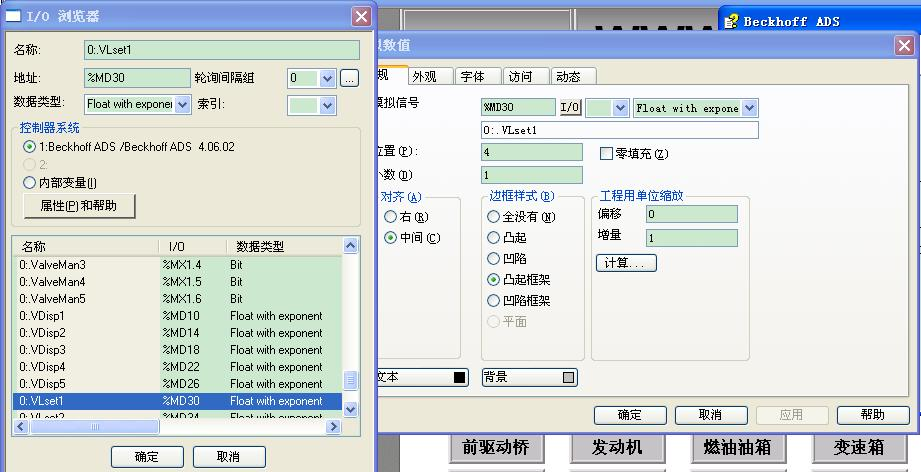 I/O 浏览器
名称: 0:.VLset1
地址: %MD30 轮询间隔组 0 ...
数据类型: Float with expone 索引:
控制器系统
1:Beckhoff ADS /Beckhoff ADS 4.06.02
2:
内部变量(I)
属性(P)和帮助
名称 I/O 数据类型
0:.ValveMan3 %MX1.4 Bit
0:.ValveMan4 %MX1.5 Bit
0:.ValveMan5 %MX1.6 Bit
0:.VDisp1 %MD10 Float with exponent
0:.VDisp2 %MD14 Float with exponent
0:.VDisp3 %MD18 Float with exponent
0:.VDisp4 %MD22 Float with exponent
0:.VDisp5 %MD26 Float with exponent
0:.VLset1 %MD30 Float with exponent
0:.VLset2 %MD34 Float with exponent
确定 取消
Beckhoff ADS
拟数值
规 外观 字体 访问 动态
模拟信号 %MD30 I/O Float with expone
0:.VLset1
位置(P): 4 零填充(Z)
小数(D) 1
对齐(A)
右(R)
中间(C)
边框样式(B)
全没有(N)
凸起
凹陷
凸起框架
凹陷框架
平面
工程用单位缩放
偏移 0
增量 1
计算...
文本 背景
确定 取消 应用 帮助
前驱动桥 发动机 燃油油箱 变速箱